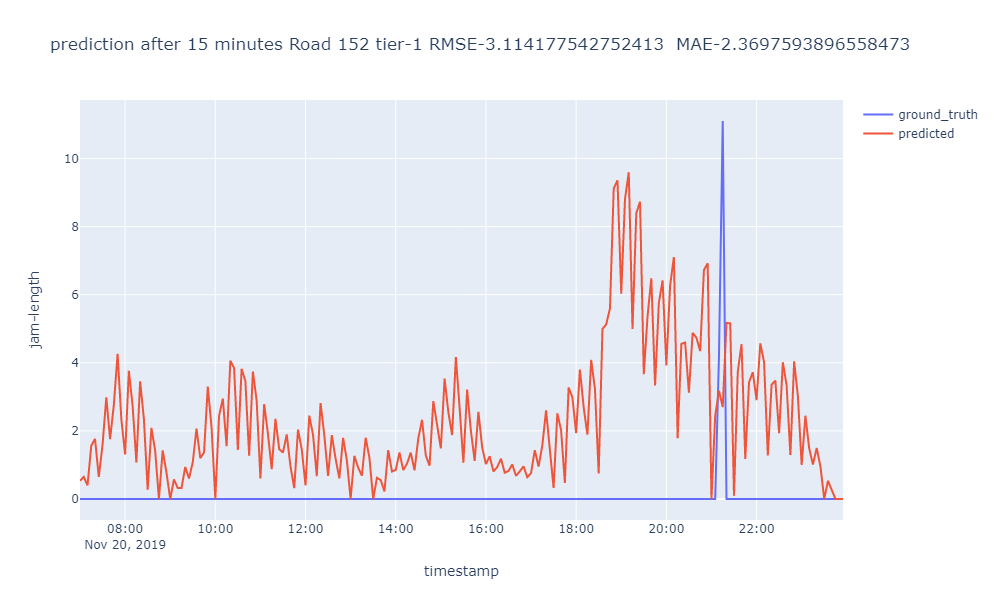 prediction after 15 minutes Road 152 tier-1 RMSE-3.114177542752413  MAE-2.3697593896558473
ground_truth
predicted
10
8
6
4
2
0
jam-length
08:00 10:00 12:00 14:00 16:00 18:00 20:00 22:00
Nov 20, 2019
timestamp